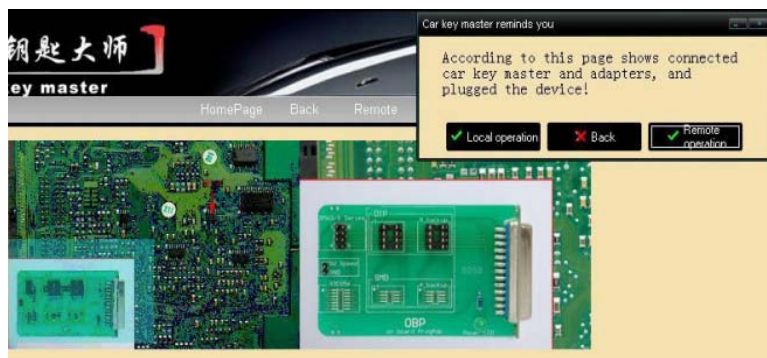 钥匙大师
ey master
HomePage Back Remote
Car key master reminds you
According to this page shows connected
car key master and adapters, and
plugged the device!
Local operation
Back
Remote
operation
DIP
SMD
OBP